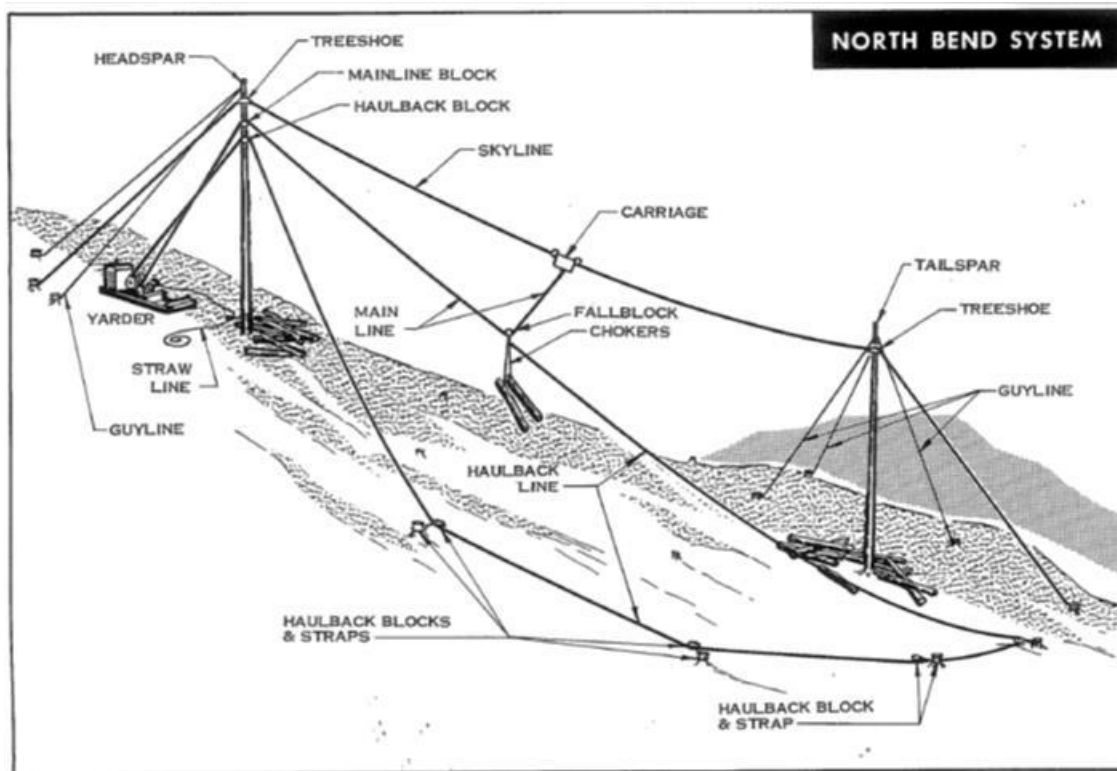 NORTH BEND SYSTEM
TREESHOE
HEADSPAR
MAINLINE BLOCK
HAULBACK BLOCK
SKYLINE
CARRIAGE
TAILSPAR
TREESHOE
MAIN
LINE
FALLBLOCK
CHOKERS
YARDER
STRAW
LINE
GUYLINE
GUYLINE
HAULBACK
LINE
HAULBACK BLOCKS
& STRAPS
HAULBACK BLOCK
& STRAP